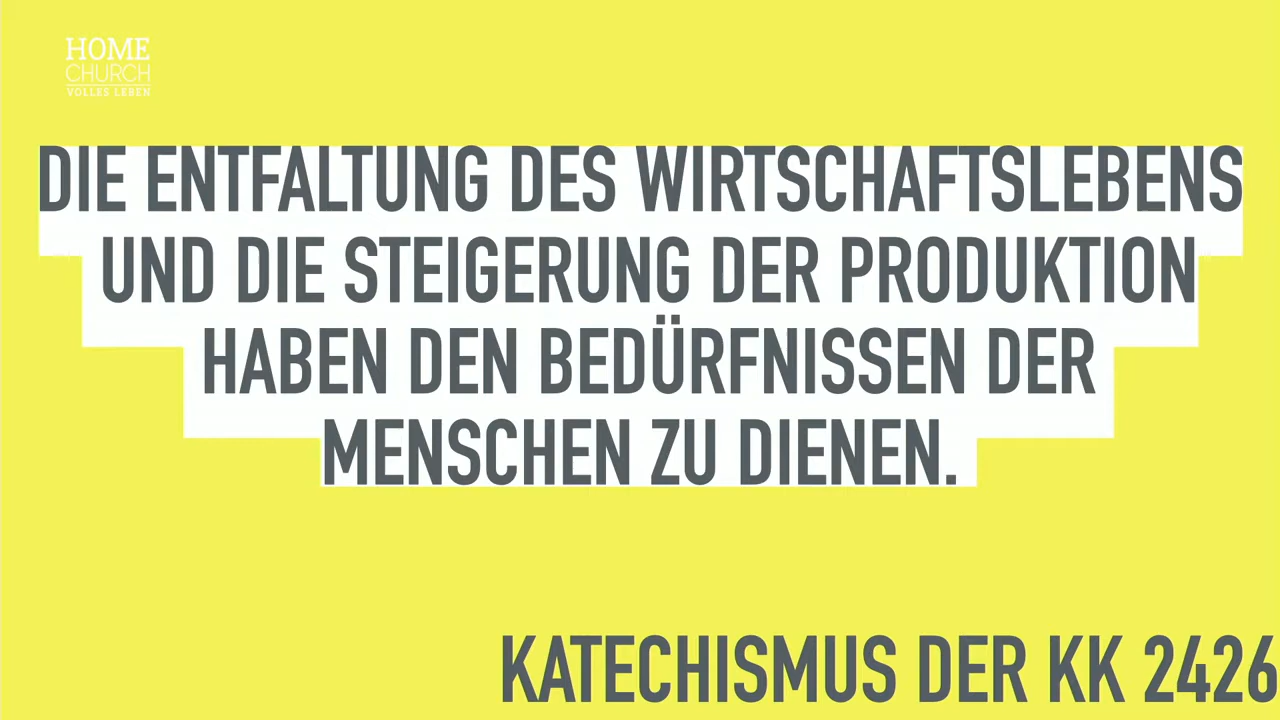 HOME
CHURCH
VOLLES LEBEN
DIE ENTFALTUNG DES WIRTSCHAFTSLEBENS
UND DIE STEIGERUNG DER PRODUKTION
HABEN DEN BEDÜRFNISSEN DER
MENSCHEN ZU DIENEN.
KATECHISMUS DER KK 2426